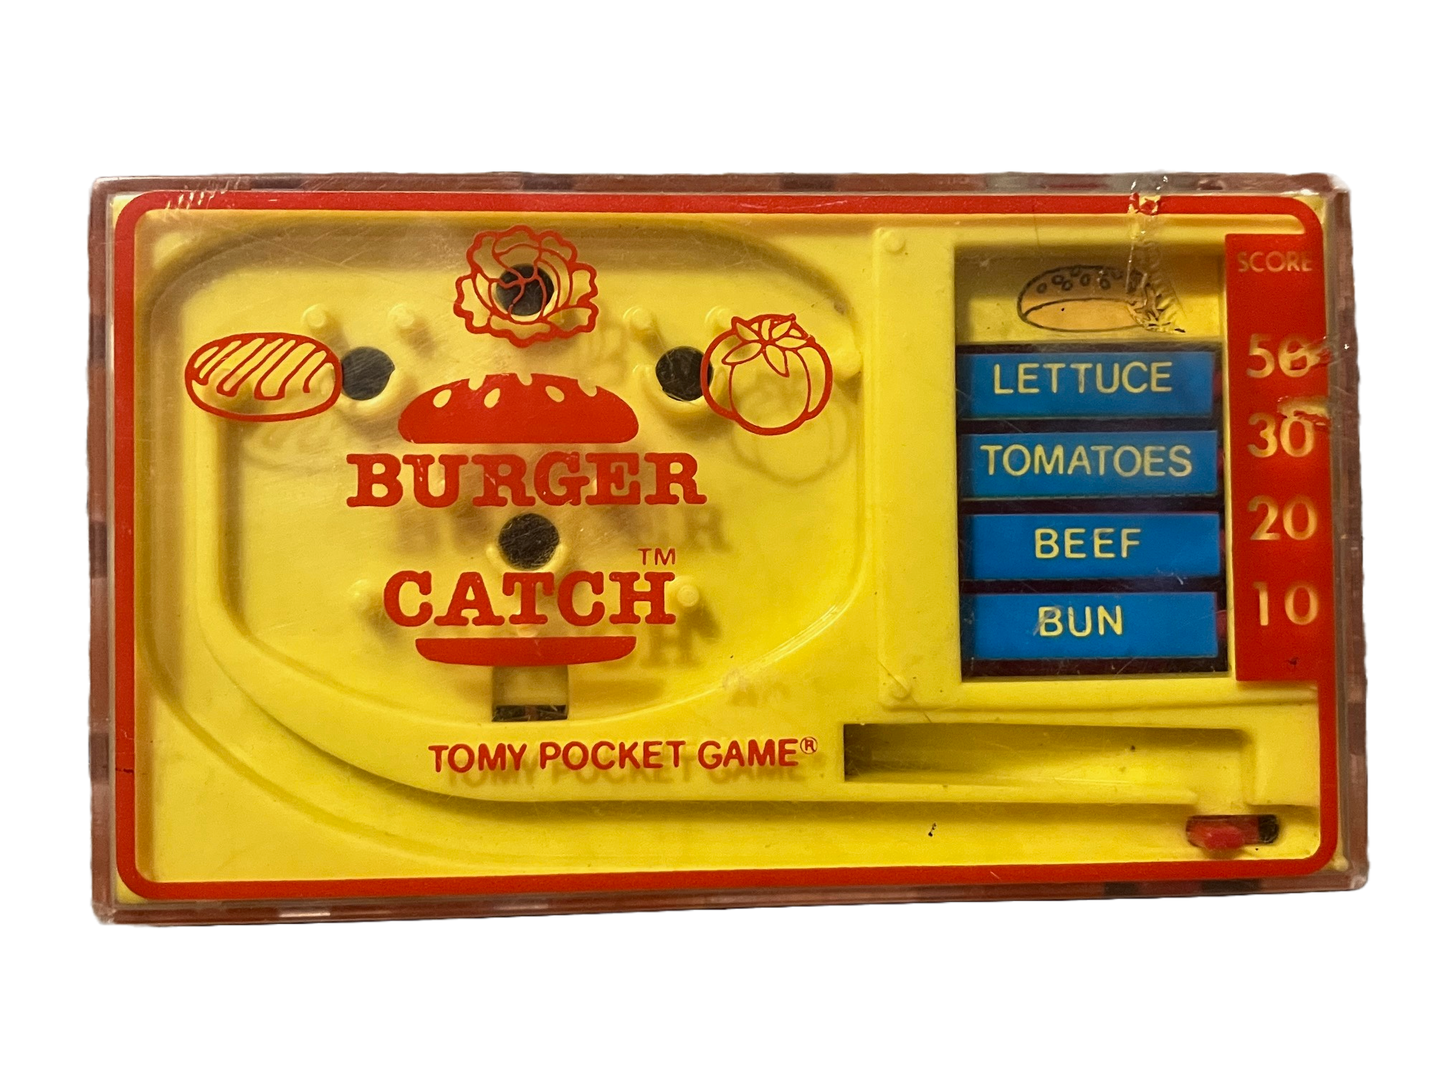 BURGER
CATCH™
TOMY POCKET GAME®
LETTUCE
TOMATOES
BEEF
BUN
SCORE
50
30
20
10